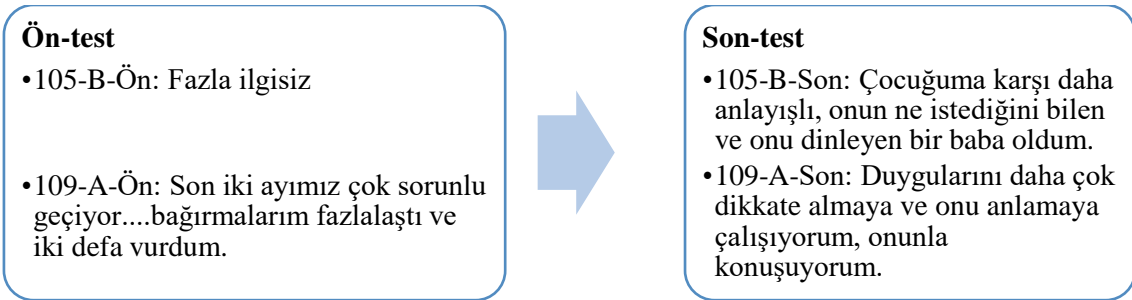 Ön-test
•105-B-Ön: Fazla ilgisiz
•109-A-Ön: Son iki ayımız çok sorunlu
geçiyor....bağırmalarım fazlalaştı ve
iki defa vurdum.
Son-test
•105-B-Son: Çocuğuma karşı daha
anlayışlı, onun ne istediğini bilen
ve onu dinleyen bir baba oldum.
•109-A-Son: Duygularını daha çok
dikkate almaya ve onu anlamaya
çalışıyorum, onunla
konuşuyorum.